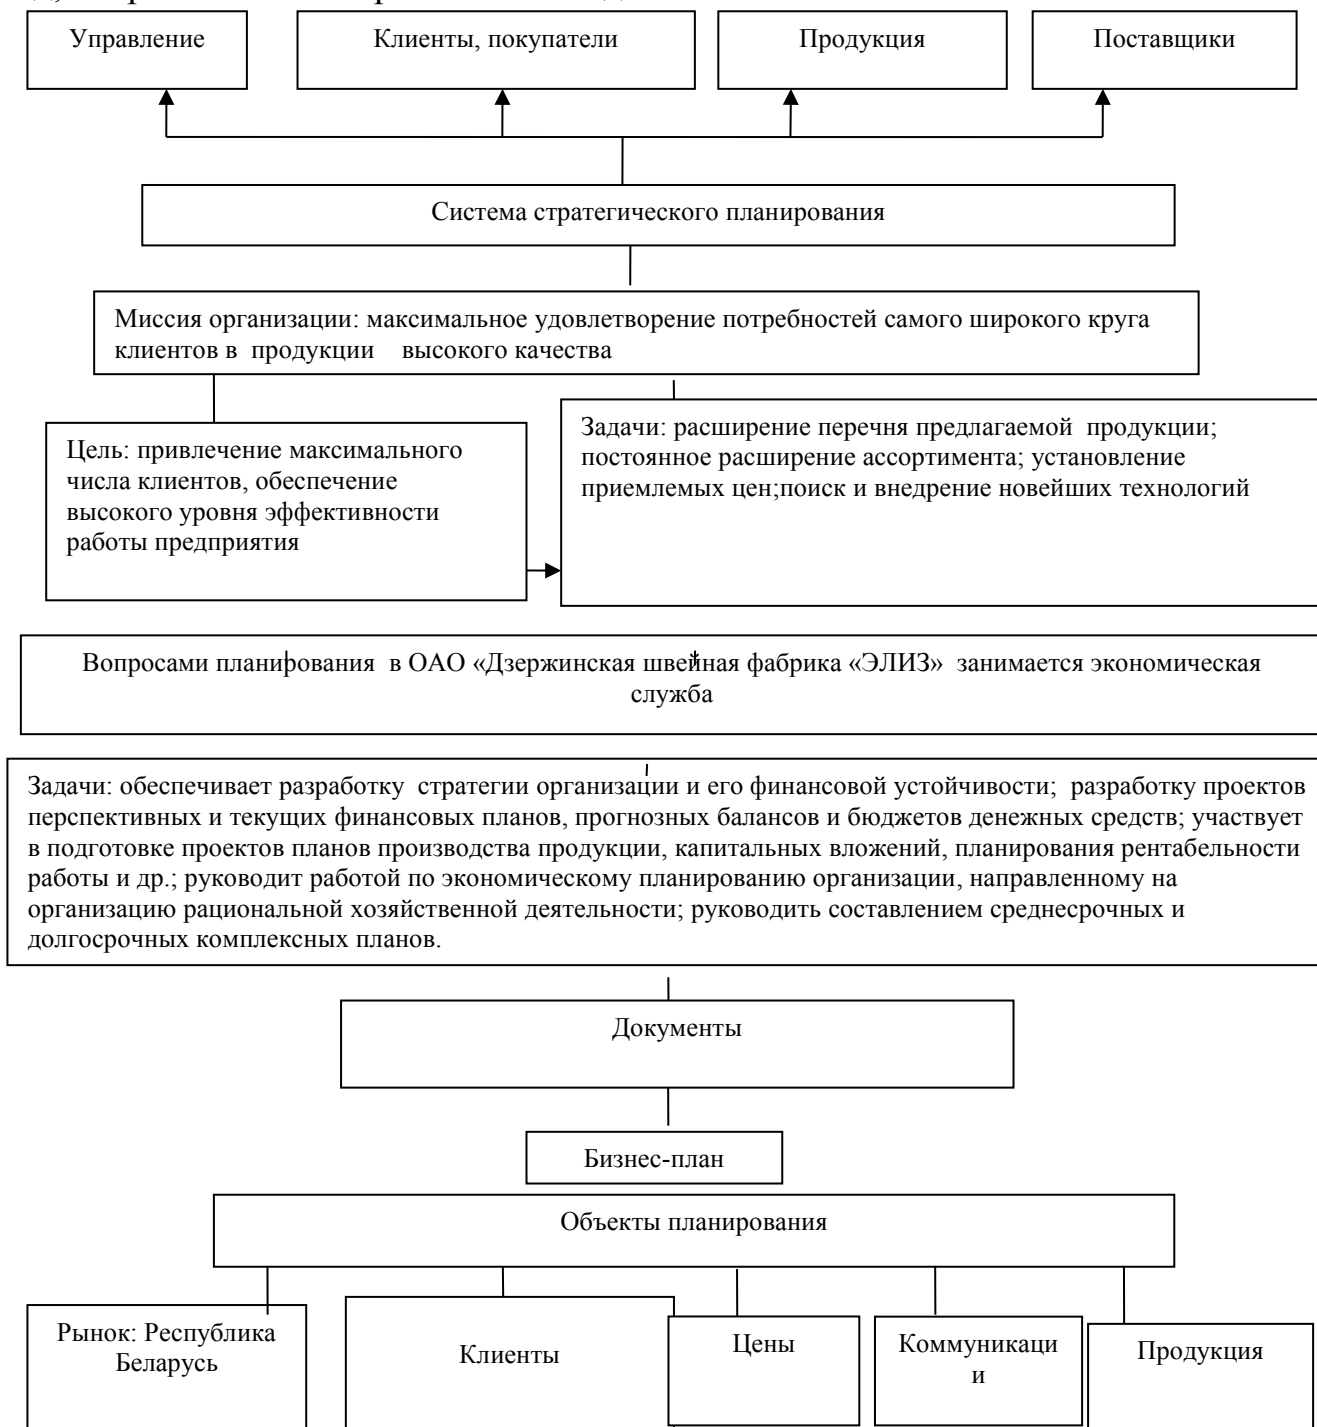 Управление
Клиенты, покупатели
Продукция
Поставщики
Система стратегического планирования
Миссия организации: максимальное удовлетворение потребностей самого широкого круга
клиентов в продукции высокого качества
Цель: привлечение максимального
числа клиентов, обеспечение
высокого уровня эффективности
работы предприятия
Задачи: расширение перечня предлагаемой продукции;
постоянное расширение ассортимента; установление
приемлемых цен;поиск и внедрение новейших технологий
Вопросами планирования в ОАО «Дзержинская швейная фабрика «ЭЛИЗ» занимается экономическая
служба
Задачи: обеспечивает разработку стратегии организации и его финансовой устойчивости; разработку проектов
перспективных и текущих финансовых планов, прогнозных балансов и бюджетов денежных средств; участвует
в подготовке проектов планов производства продукции, капитальных вложений, планирования рентабельности
работы и др.; руководит работой по экономическому планированию организации, направленному на
организацию рациональной хозяйственной деятельности; руководить составлением среднесрочных и
долгосрочных комплексных планов.
Документы
Бизнес-план
Объекты планирования
Рынок: Республика
Беларусь
Клиенты
Цены
Коммуникаци
и
Продукция